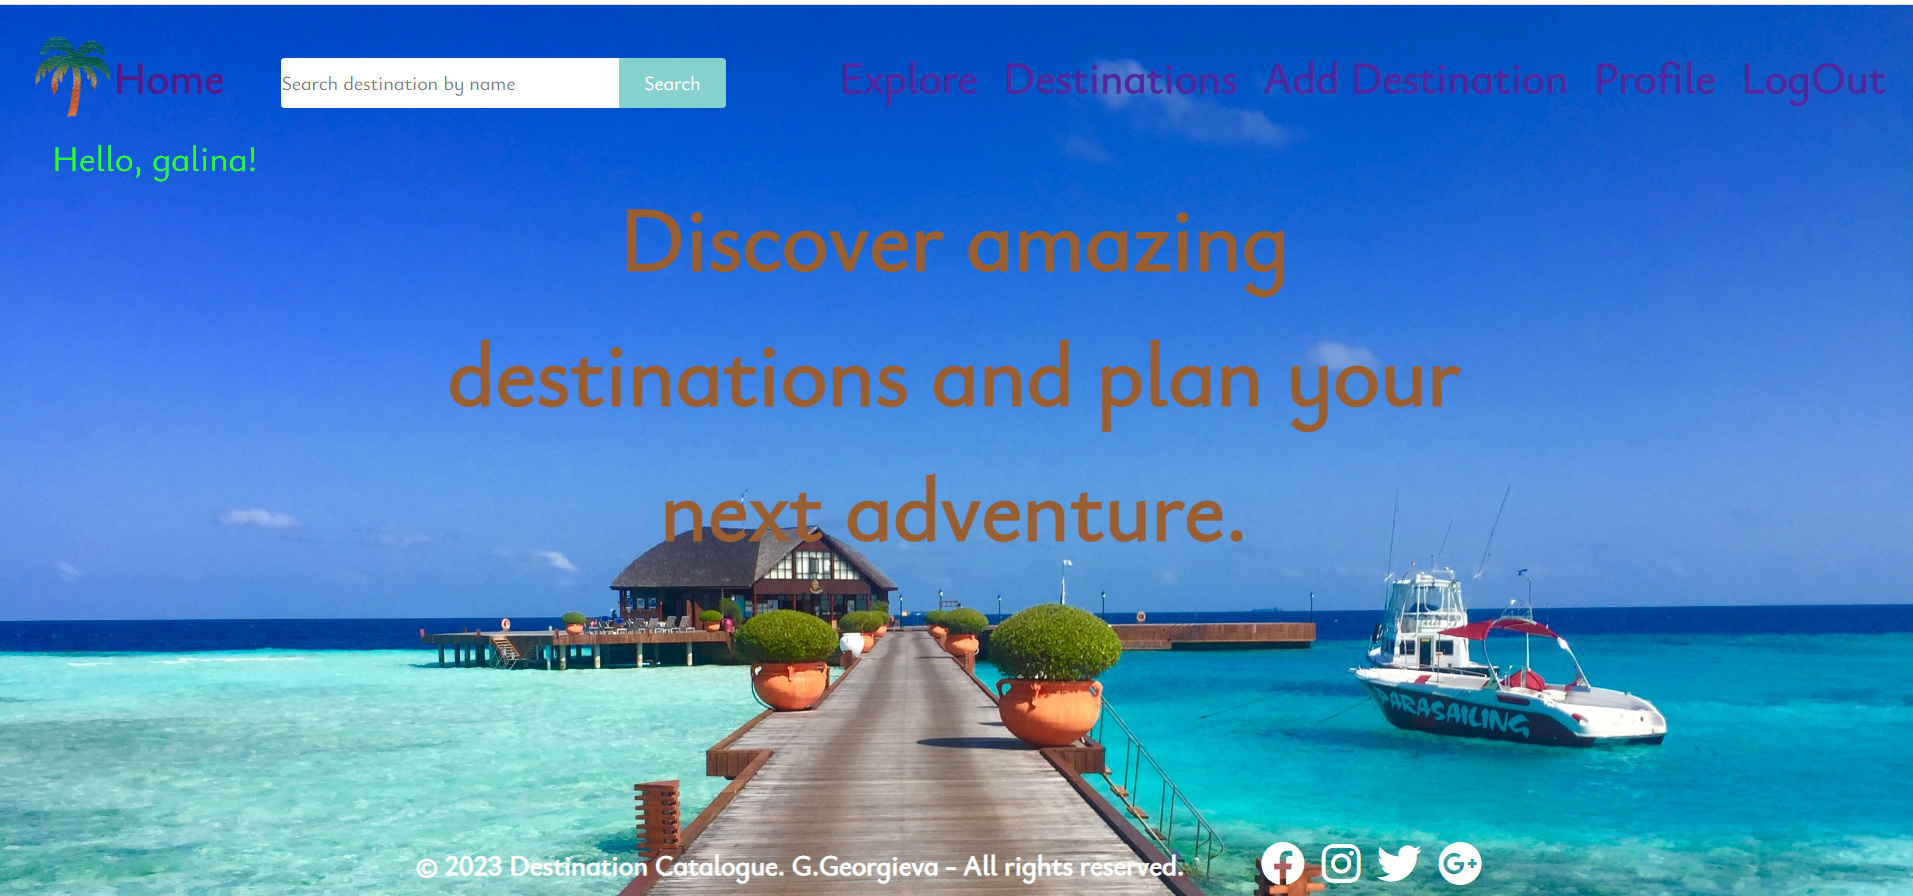 Home
Search destination by name
Search
Explore
Destinations
Add Destination
Profile
LogOut
Hello, galina!
Discover amazing
destinations and plan your
next adventure.
PARASAILING
© 2023 Destination Catalogue. G.Georgieva - All rights reserved.
G+